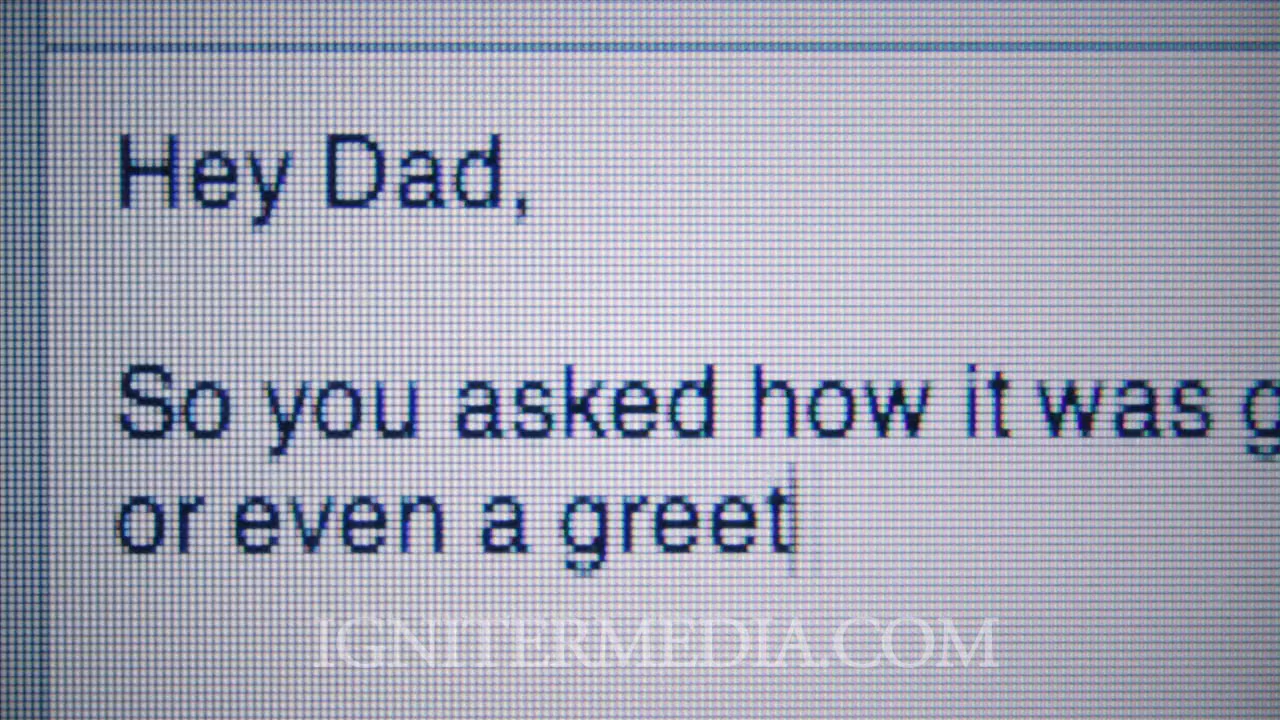 Hey Dad,
So you asked how it was g
or even a greet
IGNITERMEDIA.COM